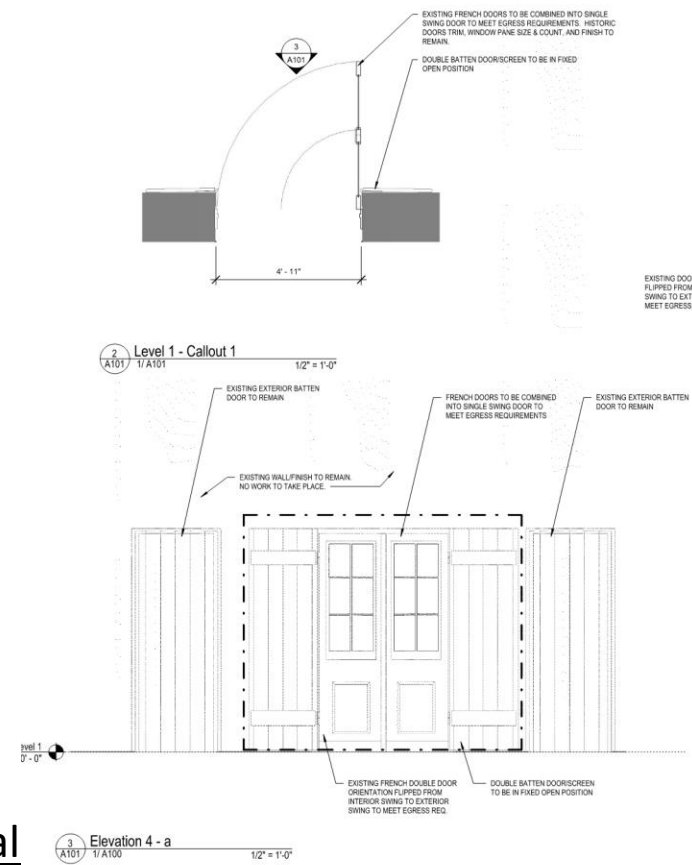 EXISTING FRENCH DOORS TO BE COMBINED INTO SINGLE
SWING DOOR TO MEET EGRESS REQUIREMENTS. HISTORIC
DOORS TRIM, WINDOW PANE SIZE & COUNT, AND FINISH TO
REMAIN.
3
A101
DOUBLE BATTEN DOOR/SCREEN TO BE IN FIXED
OPEN POSITION
4' - 11"
EXISTING DOO
FLIPPED FROM
SWING TO EXT
MEET EGRESS
2
A101
Level 1 - Callout 1
1/ A101
1/2" = 1'-0"
EXISTING EXTERIOR BATTEN
DOOR TO REMAIN
FRENCH DOORS TO BE COMBINED
INTO SINGLE SWING DOOR TO
MEET EGRESS REQUIREMENTS
EXISTING EXTERIOR BATTEN
DOOR TO REMAIN
EXISTING WALL/FINISH TO REMAIN.
NO WORK TO TAKE PLACE.
evel 1
0' - 0"
EXISTING FRENCH DOUBLE DOOR
ORIENTATION FLIPPED FROM
INTERIOR SWING TO EXTERIOR
SWING TO MEET EGRESS REQ.
DOUBLE BATTEN DOOR/SCREEN
TO BE IN FIXED OPEN POSITION
al
3
A101
Elevation 4 - a
1/ A100
1/2" = 1'-0"